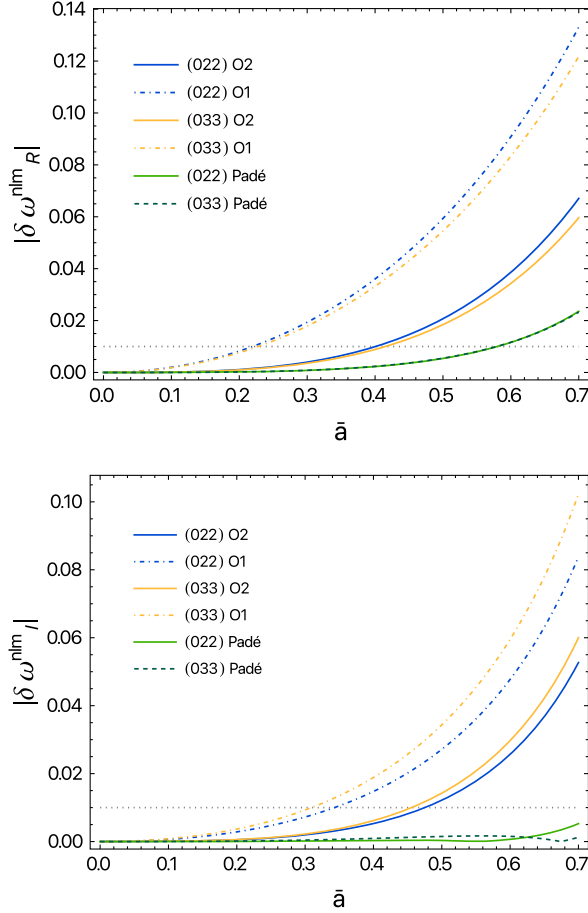 0.14
0.12
0.10
0.08
0.06
0.04
0.02
0.00
|δ ω^nlm_R|
(022) O2
(022) O1
(033) O2
(033) O1
(022) Padé
(033) Padé
0.0 0.1 0.2 0.3 0.4 0.5 0.6 0.7
ā
0.10
0.08
0.06
0.04
0.02
0.00
|δ ω^nlm_I|
(022) O2
(022) O1
(033) O2
(033) O1
(022) Padé
(033) Padé
0.0 0.1 0.2 0.3 0.4 0.5 0.6 0.7
ā